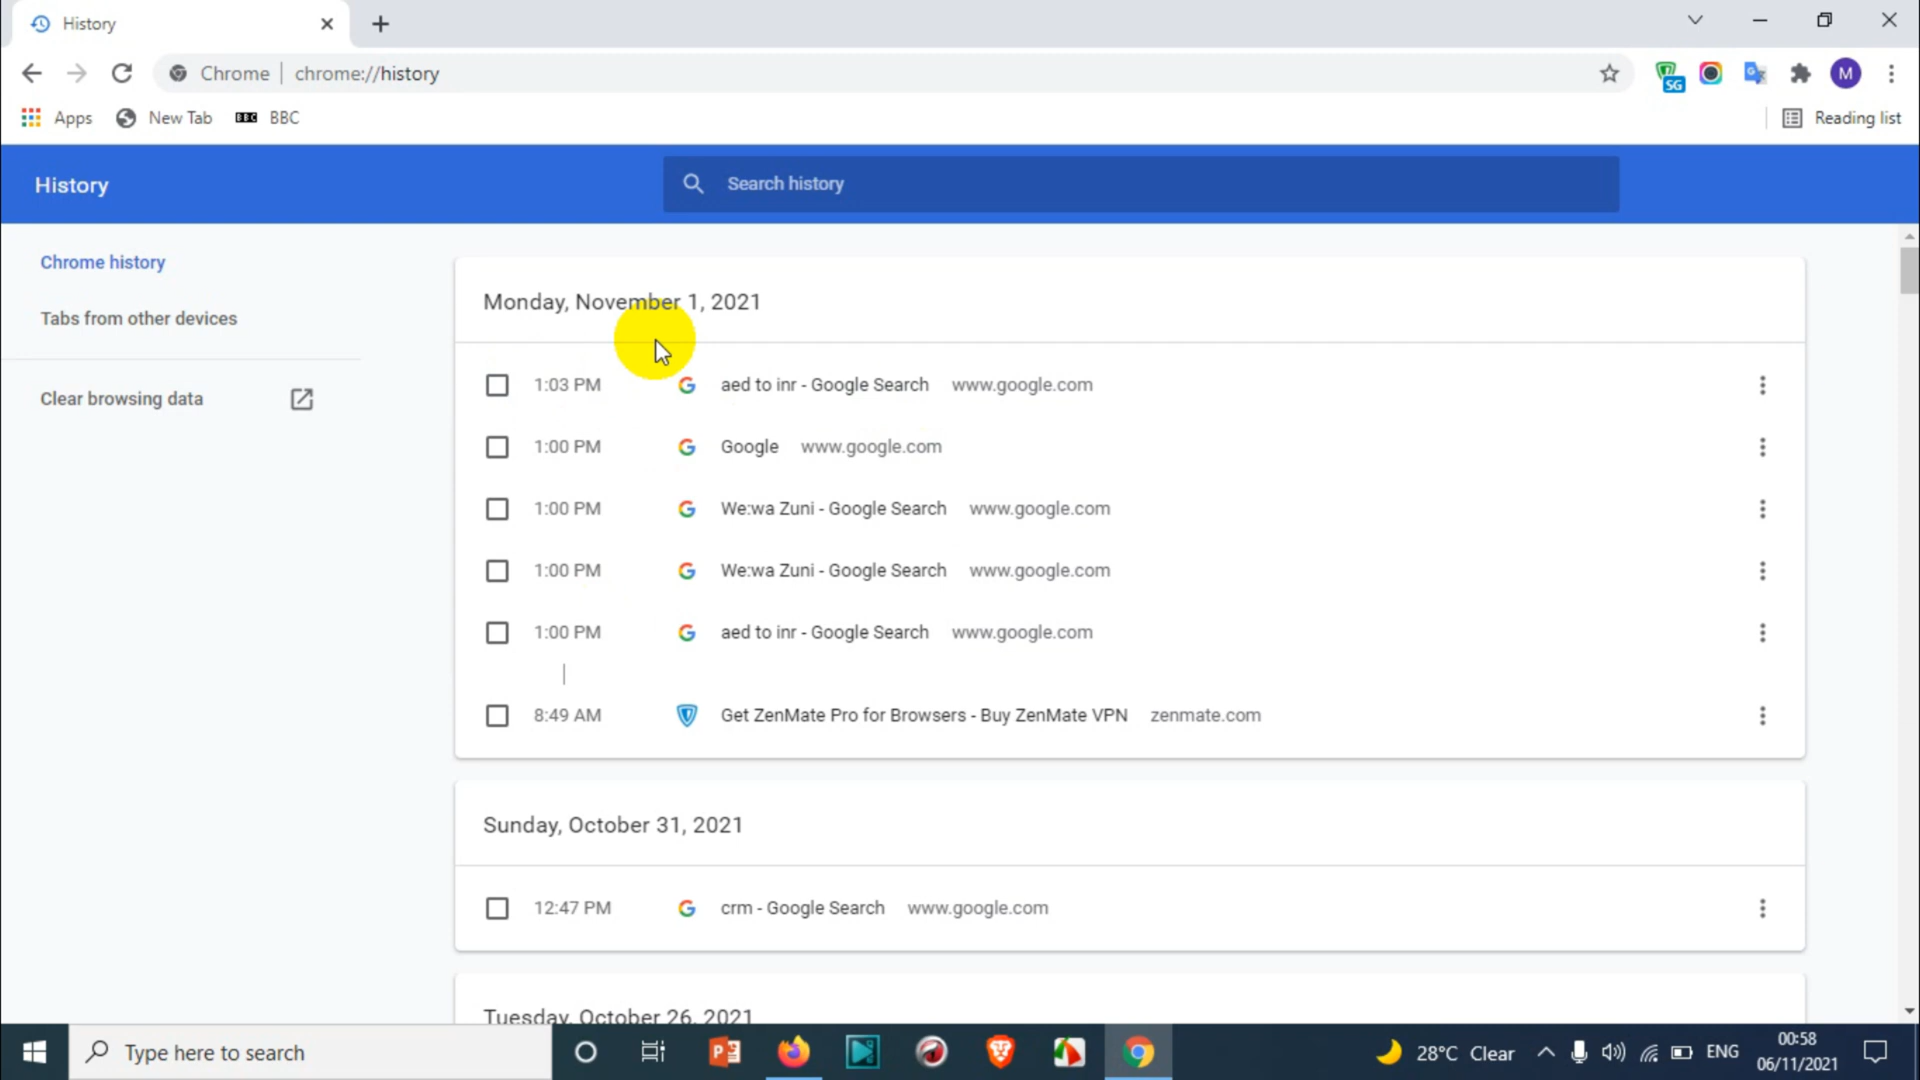 History
Chrome | chrome://history
SG
M
Apps New Tab BBC BBC Reading list
History Search history
Chrome history
Tabs from other devices
Clear browsing data
Monday, November 1, 2021
1:03 PM aed to inr - Google Search www.google.com
1:00 PM Google www.google.com
1:00 PM We:wa Zuni - Google Search www.google.com
1:00 PM We:wa Zuni - Google Search www.google.com
1:00 PM aed to inr - Google Search www.google.com
8:49 AM Get ZenMate Pro for Browsers - Buy ZenMate VPN zenmate.com
Sunday, October 31, 2021
12:47 PM crm - Google Search www.google.com
Tuesday, October 26, 2021
Type here to search 28°C Clear ENG
00:58
06/11/2021